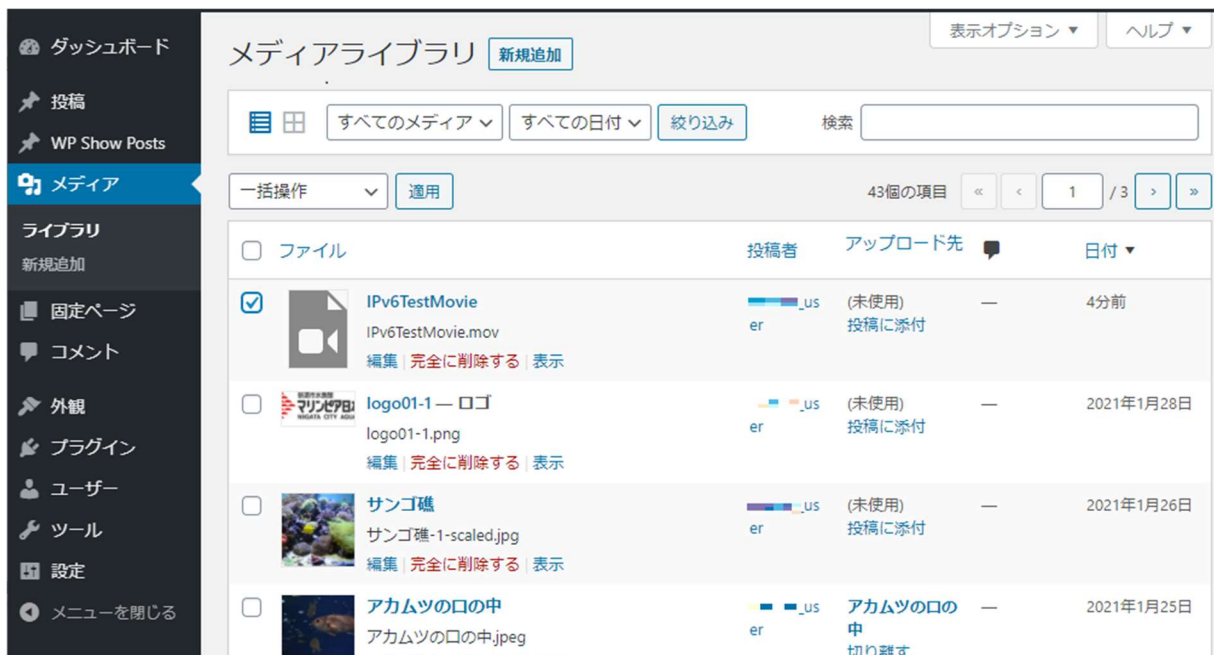 ダッシュボード
投稿
WP Show Posts
メディア
ライブラリ
新規追加
固定ページ
コメント
外観
プラグイン
ユーザー
ツール
設定
メニューを閉じる
表示オプション ▼
ヘルプ ▼
メディアライブラリ 新規追加
すべてのメディア すべての日付 絞り込み 検索
一括操作 適用 43個の項目 « ‹ 1 / 3 › »
ファイル 投稿者 アップロード先 日付 ▼
IPv6TestMovie
IPv6TestMovie.mov
編集 | 完全に削除する | 表示
_us
er
(未使用)
投稿に添付
—
4分前
マリンピア日
logo01-1 — ロゴ
logo01-1.png
編集 | 完全に削除する | 表示
_us
er
(未使用)
投稿に添付
—
2021年1月28日
サンゴ礁
サンゴ礁-1-scaled.jpg
編集 | 完全に削除する | 表示
_us
er
(未使用)
投稿に添付
—
2021年1月26日
アカムツの口の中
アカムツの口の中.jpeg
_us
er
アカムツの口の
中
切り離す
—
2021年1月25日